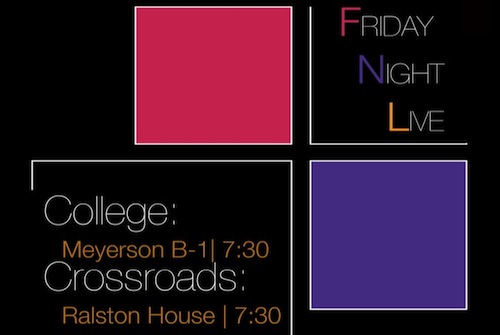 FRIDAY
NIGHT
LIVE
College:
Meyerson B-1| 7:30
Crossroads:
Ralston House | 7:30